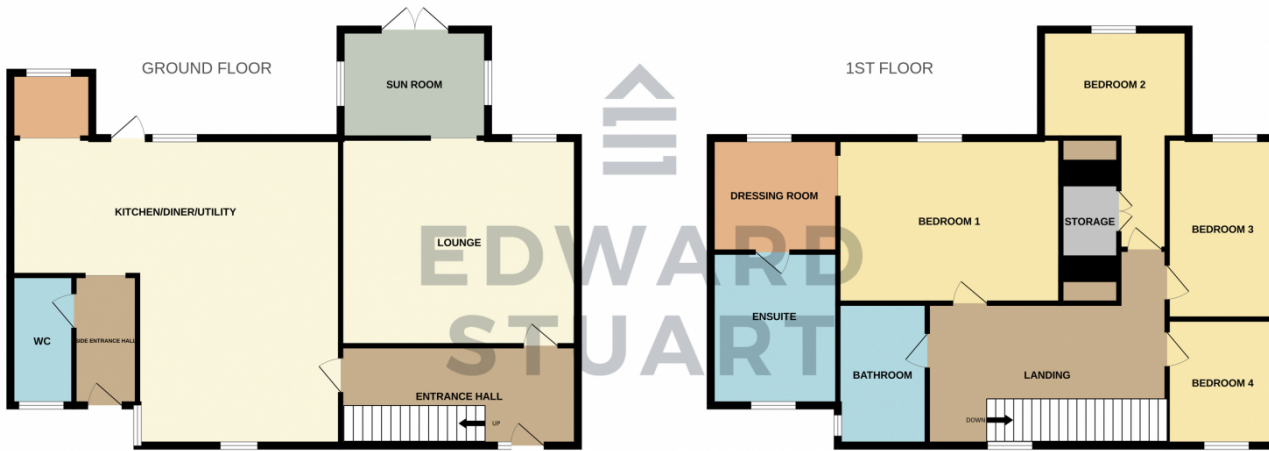 GROUND FLOOR
SUN ROOM
KITCHEN/DINER/UTILITY
LOUNGE
WC
SIDE ENTRANCE HALL
ENTRANCE HALL
UP
1ST FLOOR
BEDROOM 2
DRESSING ROOM
BEDROOM 1
STORAGE
BEDROOM 3
ENSUITE
BATHROOM
LANDING
BEDROOM 4
DOWN
EDWARD
STUART